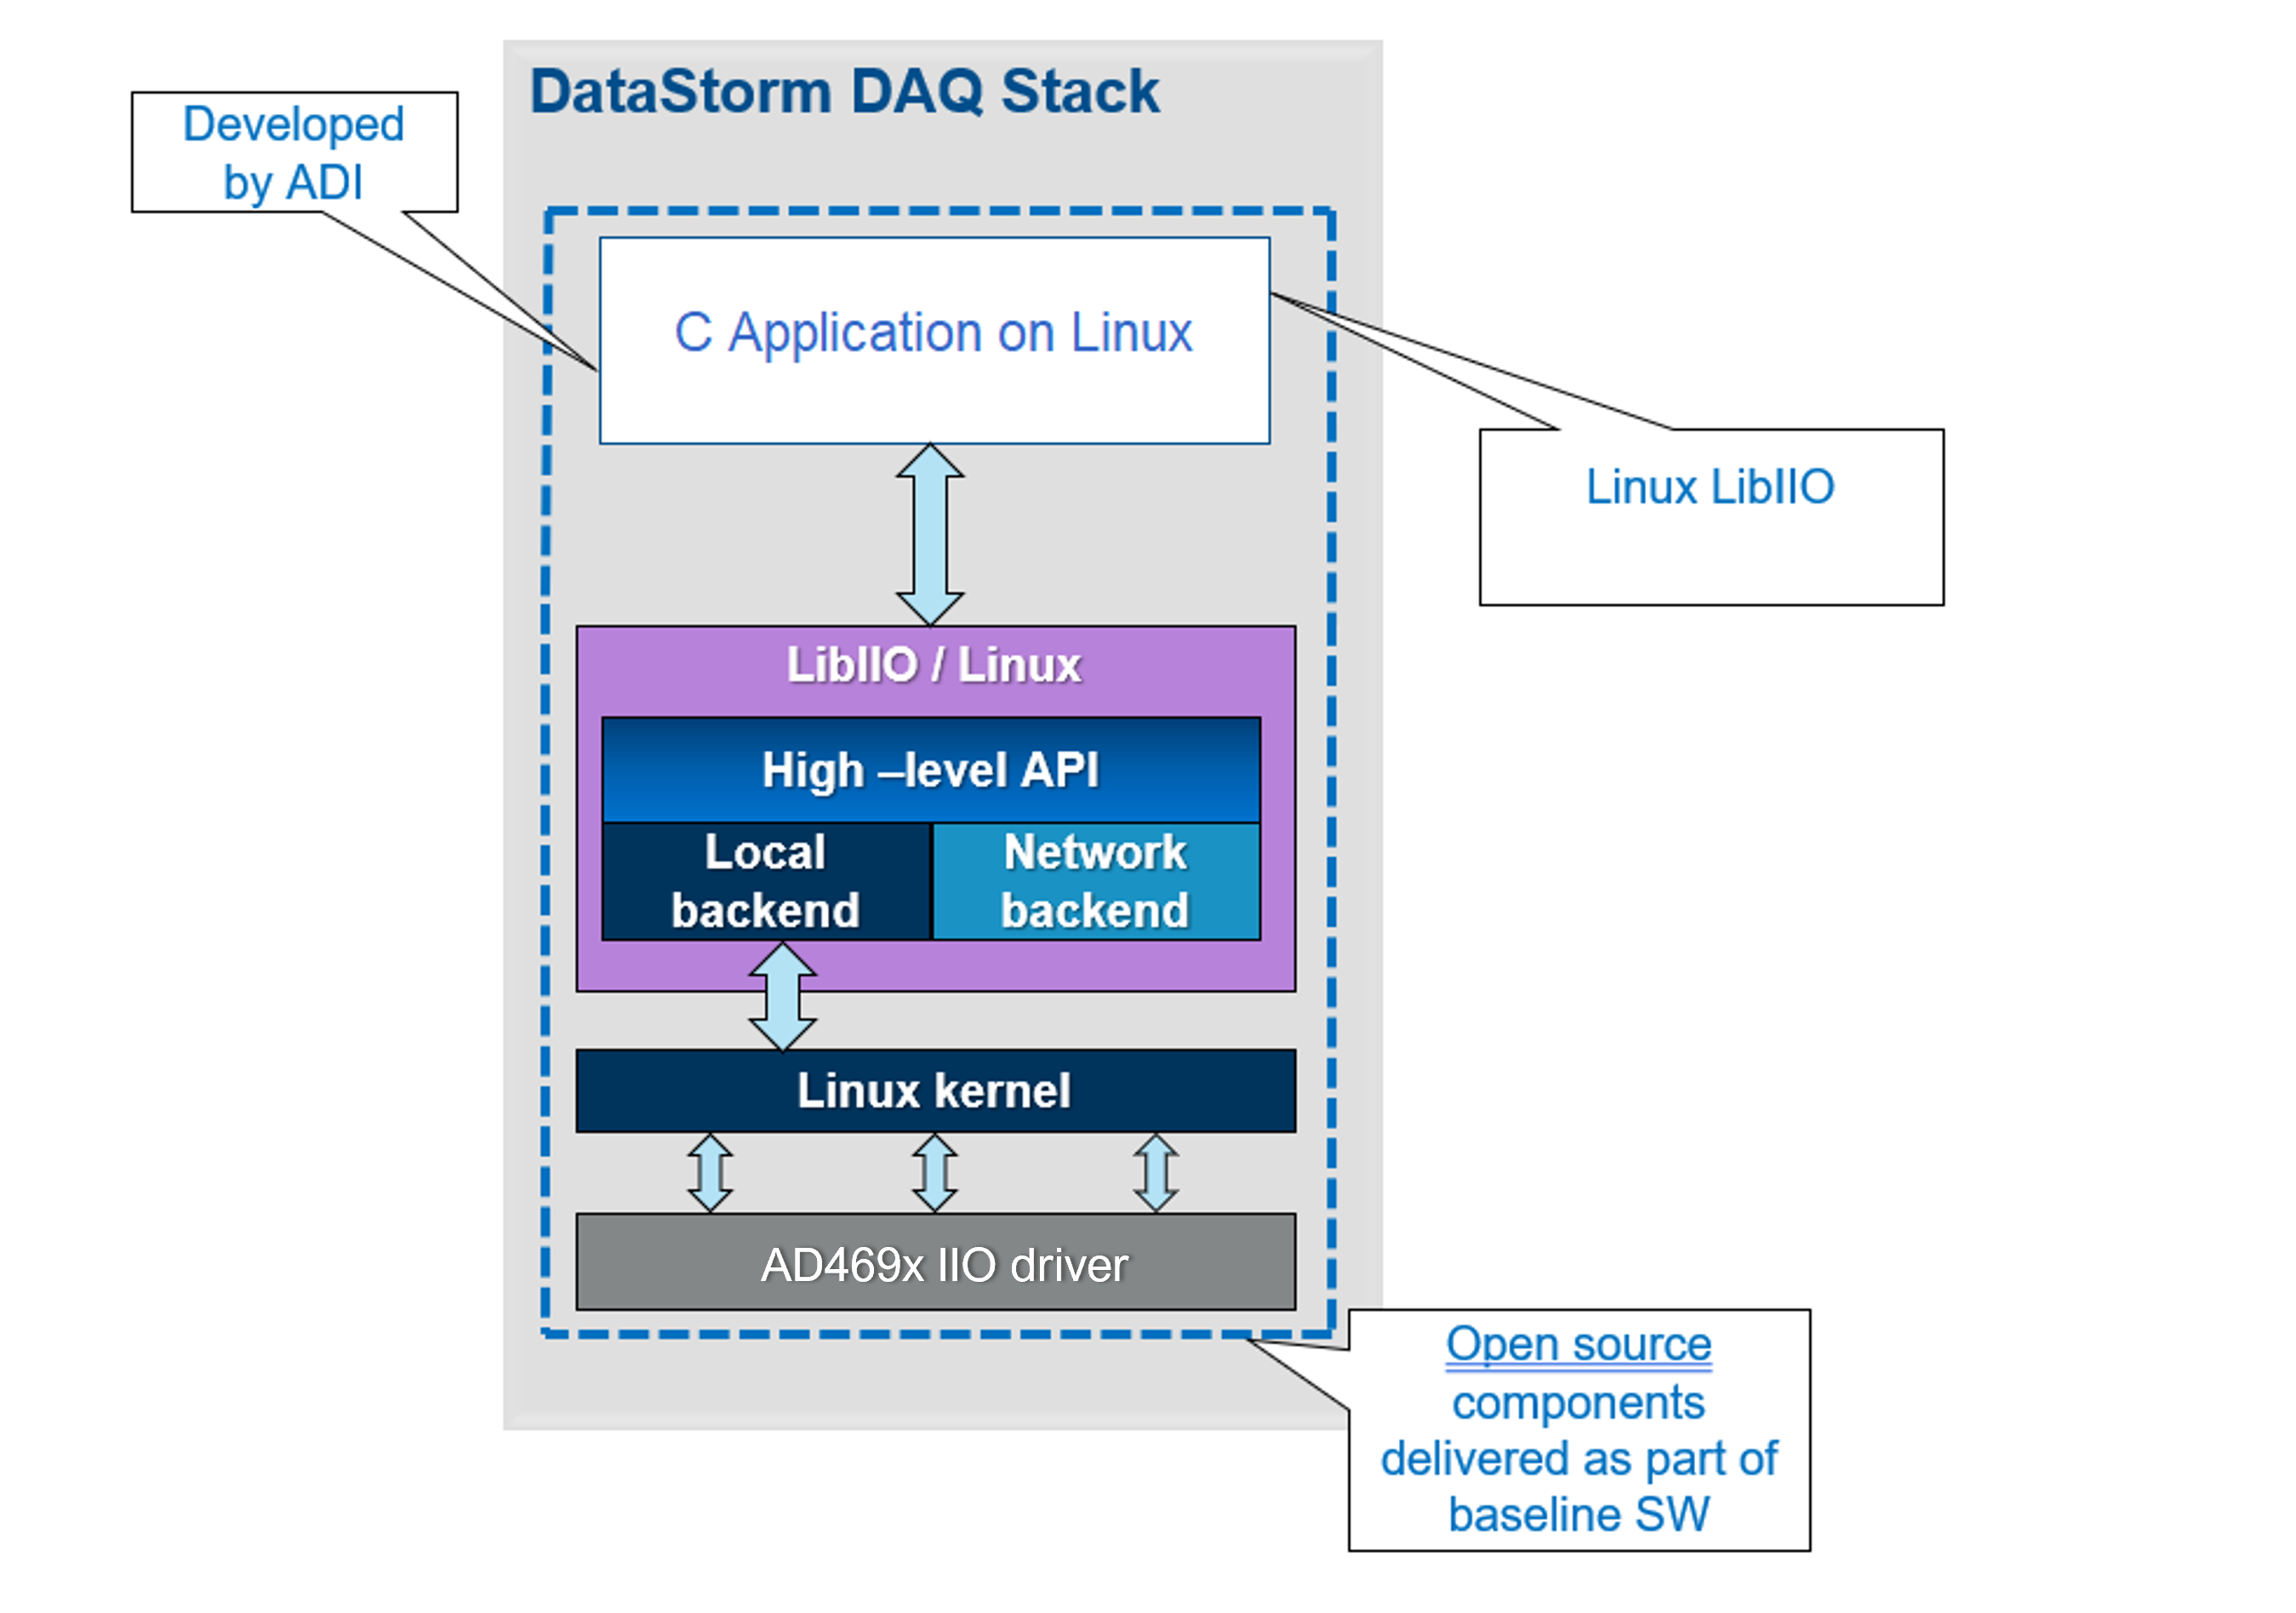 DataStorm DAQ Stack
Developed
by ADI
C Application on Linux
Linux LibIIO
LibIIO / Linux
High –level API
Local
backend
Network
backend
Linux kernel
AD469x IIO driver
Open source
components
delivered as part of
baseline SW